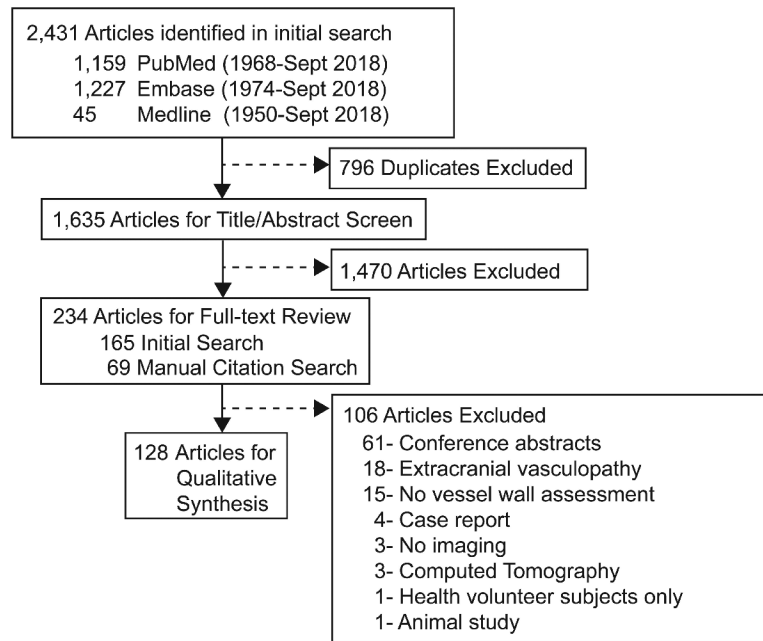 2,431 Articles identified in initial search
1,159 PubMed (1968-Sept 2018)
1,227 Embase (1974-Sept 2018)
45 Medline (1950-Sept 2018)
796 Duplicates Excluded
1,635 Articles for Title/Abstract Screen
1,470 Articles Excluded
234 Articles for Full-text Review
165 Initial Search
69 Manual Citation Search
106 Articles Excluded
61- Conference abstracts
18- Extracranial vasculopathy
15- No vessel wall assessment
4- Case report
3- No imaging
3- Computed Tomography
1- Health volunteer subjects only
1- Animal study
128 Articles for
Qualitative
Synthesis